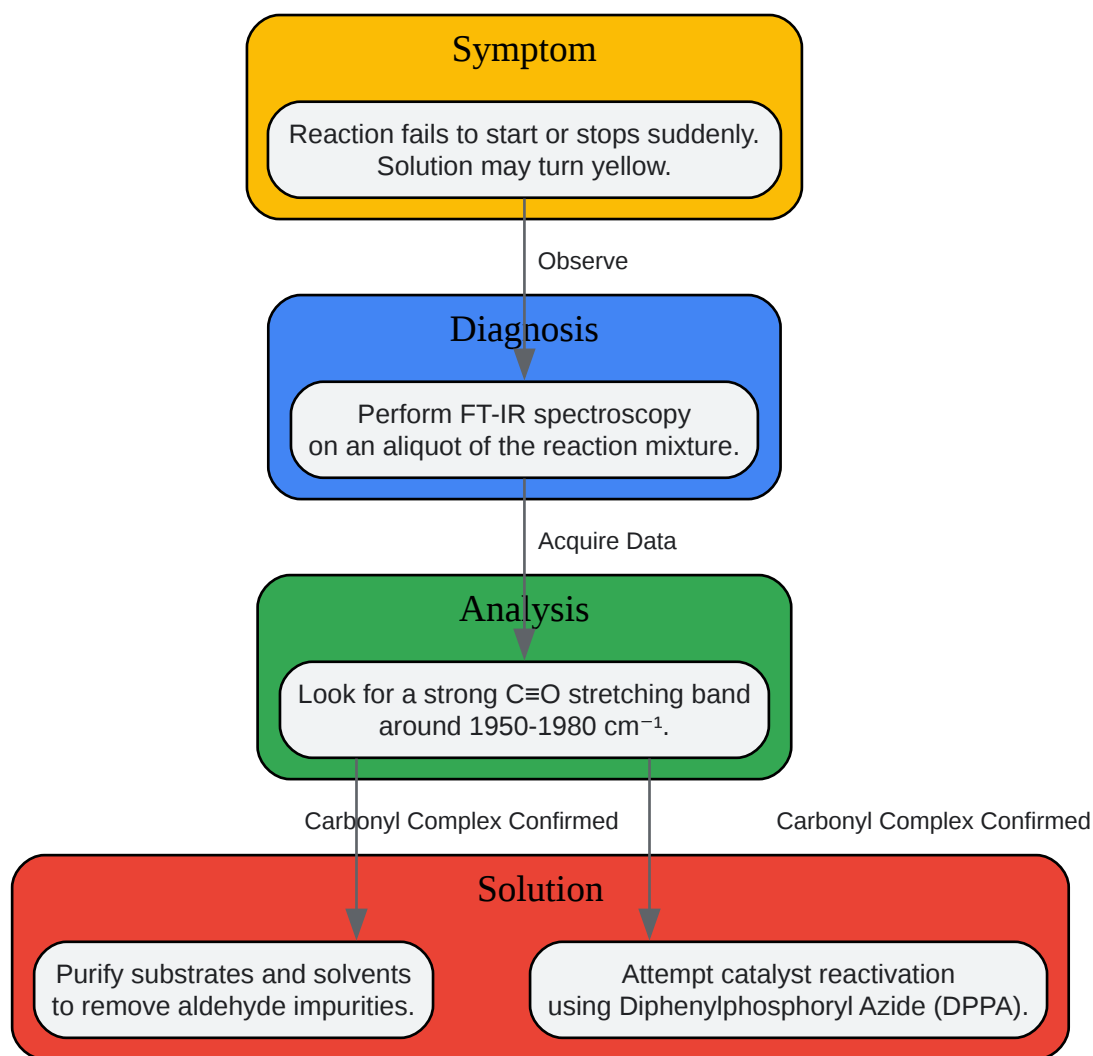 Symptom
Reaction fails to start or stops suddenly.
Solution may turn yellow.
Observe
Diagnosis
Perform FT-IR spectroscopy
on an aliquot of the reaction mixture.
Acquire Data
Analysis
Look for a strong C≡O stretching band
around 1950-1980 cm⁻¹.
Carbonyl Complex Confirmed
Carbonyl Complex Confirmed
Solution
Purify substrates and solvents
to remove aldehyde impurities.
Attempt catalyst reactivation
using Diphenylphosphoryl Azide (DPPA).